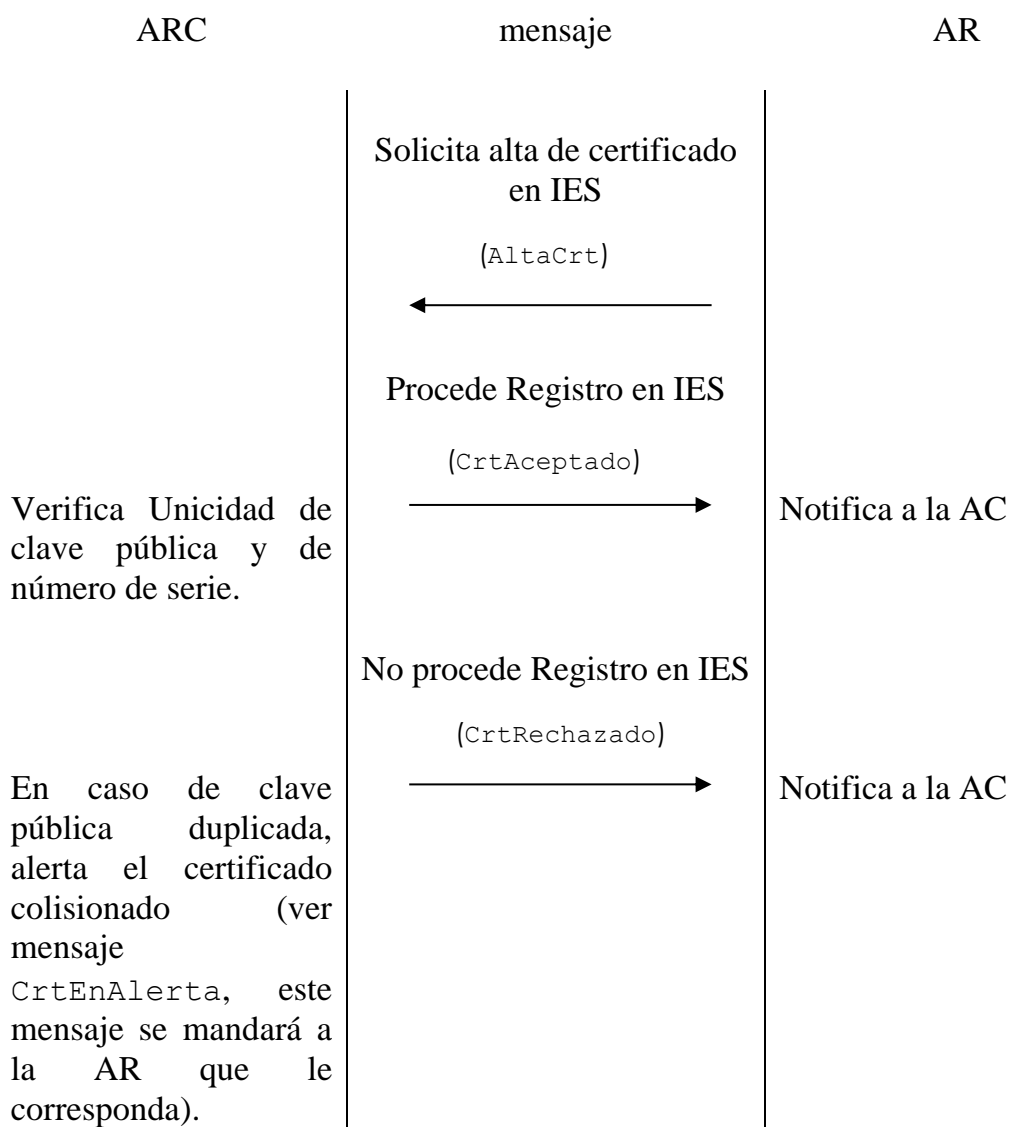 ARC mensaje AR
Solicita alta de certificado
en IES
(AltaCrt)
Procede Registro en IES
(CrtAceptado)
Verifica Unicidad de
clave pública y de
número de serie.
Notifica a la AC
No procede Registro en IES
(CrtRechazado)
En caso de clave
pública duplicada,
alerta el certificado
colisionado (ver
mensaje
CrtEnAlerta, este
mensaje se mandará a
la AR que le
corresponda).
Notifica a la AC